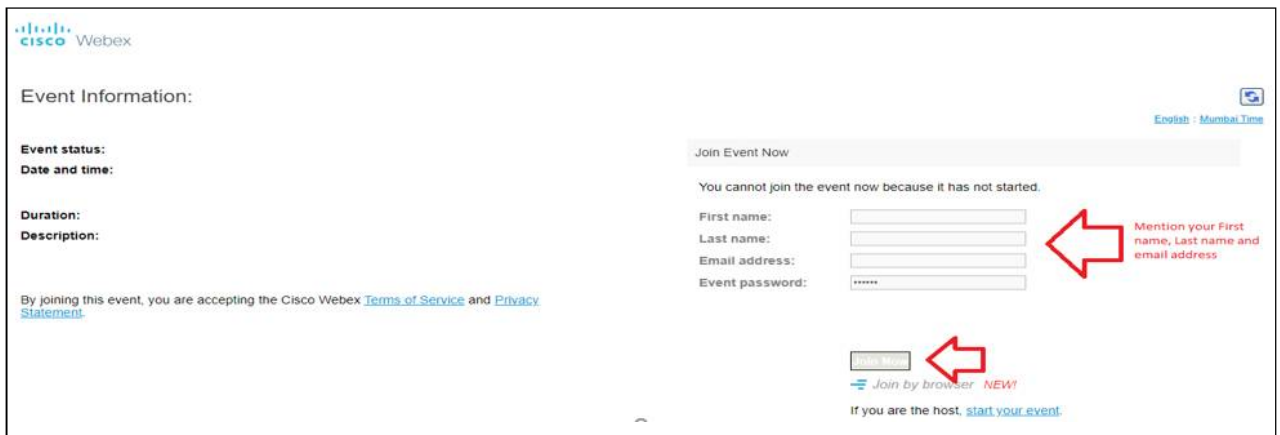 cisco Webex
Event Information:
English : Mumbai Time
Event status:
Date and time:
Duration:
Description:
By joining this event, you are accepting the Cisco Webex Terms of Service and Privacy
Statement.
Join Event Now
You cannot join the event now because it has not started.
First name:
Last name:
Email address:
Event password: ••••••
Mention your First
name, Last name and
email address
Join Now
Join by browser NEW!
If you are the host, start your event.